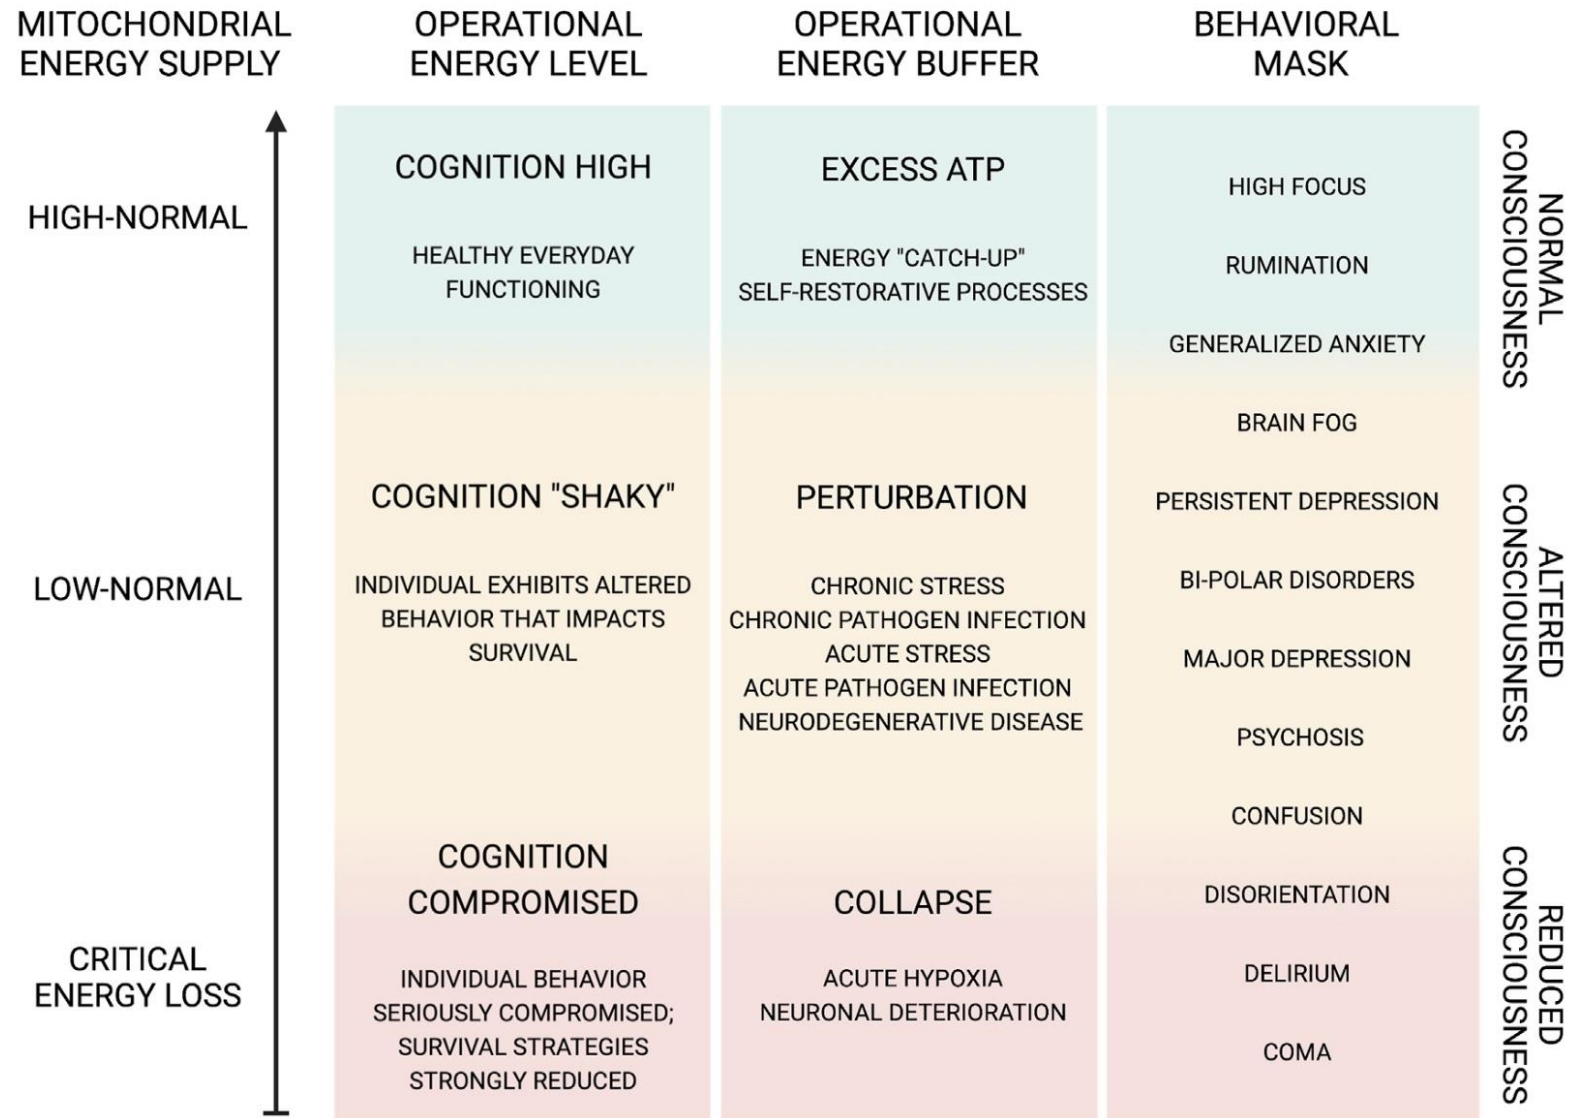 MITOCHONDRIAL
ENERGY SUPPLY
OPERATIONAL
ENERGY LEVEL
OPERATIONAL
ENERGY BUFFER
BEHAVIORAL
MASK
HIGH-NORMAL
LOW-NORMAL
CRITICAL
ENERGY LOSS
COGNITION HIGH
HEALTHY EVERYDAY
FUNCTIONING
COGNITION "SHAKY"
INDIVIDUAL EXHIBITS ALTERED
BEHAVIOR THAT IMPACTS
SURVIVAL
COGNITION
COMPROMISED
INDIVIDUAL BEHAVIOR
SERIOUSLY COMPROMISED;
SURVIVAL STRATEGIES
STRONGLY REDUCED
EXCESS ATP
ENERGY "CATCH-UP"
SELF-RESTORATIVE PROCESSES
PERTURBATION
CHRONIC STRESS
CHRONIC PATHOGEN INFECTION
ACUTE STRESS
ACUTE PATHOGEN INFECTION
NEURODEGENERATIVE DISEASE
COLLAPSE
ACUTE HYPOXIA
NEURONAL DETERIORATION
HIGH FOCUS
RUMINATION
GENERALIZED ANXIETY
BRAIN FOG
PERSISTENT DEPRESSION
BI-POLAR DISORDERS
MAJOR DEPRESSION
PSYCHOSIS
CONFUSION
DISORIENTATION
DELIRIUM
COMA
NORMAL
CONSCIOUSNESS
ALTERED
CONSCIOUSNESS
REDUCED
CONSCIOUSNESS